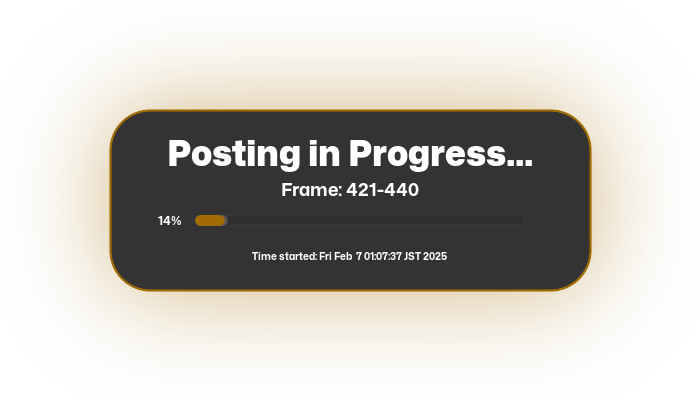 Posting in Progress...
Frame: 421-440
14%
Time started: Fri Feb  7 01:07:37 JST 2025